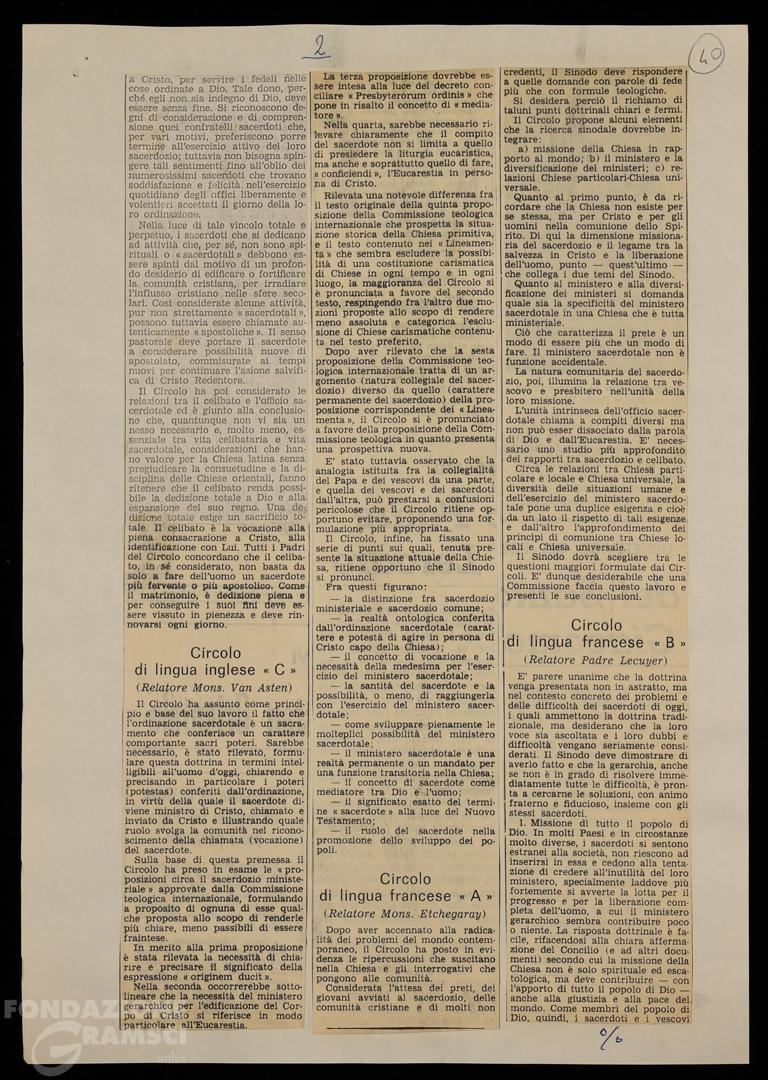 2
40
a Cristo, per servire i fedeli nelle
cose ordinate a Dio. Tale dono, per-
ché egli non sia indegno di Dio, deve
essere senza fine. Si riconoscono de-
gni di considerazione e di compren-
sione quei confratelli sacerdoti che,
per vari motivi, preferiscono porre
termine all'esercizio attivo del loro
sacerdozio; tuttavia non bisogna spin-
gere tali sentimenti fino all'oblio dei
numerosissimi sacerdoti che trovano
soddisfazione e felicità nell'esercizio
quotidiano degli offici liberamente e
volentieri accettati il giorno della lo-
ro ordinazione.
Nella luce di tale vincolo totale e
perpetuo, i sacerdoti che si dedicano
ad attività che, per sé, non sono spi-
rituali o « sacerdotali » debbono es-
sere spinti dal motivo di un profon-
do desiderio di edificare o fortificare
la comunità cristiana, per irradiare
l'influsso cristiano nelle sfere seco-
lari. Così considerate alcune attività,
pur non strettamente « sacerdotali »,
possono tuttavia essere chiamate au-
tenticamente « apostoliche ». Il senso
pastorale deve portare il sacerdote
a considerare possibilità nuove di
apostolato, commisurate ai tempi
nuovi per continuare l'azione salvifi-
ca di Cristo Redentore.
Il Circolo ha poi considerato le
relazioni tra il celibato e l'officio sa-
cerdotale ed è giunto alla conclusio-
ne che, quantunque non vi sia un
nesso necessario e, molto meno, es-
senziale tra vita celibataria e vita
sacerdotale, considerazioni che han-
no valore per la Chiesa latina senza
pregiudicare la consuetudine e la di-
sciplina delle Chiese orientali, fanno
ritenere che il celibato renda possi-
bile la dedizione totale a Dio e alla
espansione del suo regno. Una de-
dizione totale esige un sacrificio to-
tale. Il celibato è la vocazione alla
piena consacrazione a Cristo, alla
identificazione con Lui. Tutti i Padri
del Circolo concordano che il celiba-
to, in sé considerato, non basta da
solo a fare dell'uomo un sacerdote
più fervente o più apostolico. Come
il matrimonio, è dedizione piena e
per conseguire i suoi fini deve es-
sere vissuto in pienezza e deve rin-
novarsi ogni giorno.
Circolo
di lingua inglese « C »
(Relatore Mons. Van Asten)
Il Circolo ha assunto come princi-
pio e base del suo lavoro il fatto che
l'ordinazione sacerdotale è un sacra-
mento che conferisce un carattere
comportante sacri poteri. Sarebbe
necessario, è stato rilevato, formu-
lare questa dottrina in termini intel-
ligibili all'uomo d'oggi, chiarendo e
precisando in particolare i poteri
(potestas) conferiti dall'ordinazione,
in virtù della quale il sacerdote di-
viene ministro di Cristo, chiamato e
inviato da Cristo e illustrando quale
ruolo svolga la comunità nel ricono-
scimento della chiamata (vocazione)
del sacerdote.
Sulla base di questa premessa il
Circolo ha preso in esame le « pro-
posizioni circa il sacerdozio ministe-
riale » approvate dalla Commissione
teologica internazionale, formulando
a proposito di ognuna di esse qual-
che proposta allo scopo di renderle
più chiare, meno passibili di essere
fraintese.
In merito alla prima proposizione
è stata rilevata la necessità di chia-
rire e precisare il significato della
espressione « originem ducit ».
Nella seconda occorrerebbe sotto-
lineare che la necessità del ministero
gerarchico per l'edificazione del Cor-
po di Cristo si riferisce in modo
particolare all'Eucarestia.
La terza proposizione dovrebbe es-
sere intesa alla luce del decreto con-
ciliare « Presbyterorum ordinis » che
pone in risalto il concetto di « media-
tore ».
Nella quarta, sarebbe necessario ri-
levare chiaramente che il compito
del sacerdote non si limita a quello
di presiedere la liturgia eucaristica,
ma anche e soprattutto quello di fare,
« conficiendi », l'Eucarestia in perso-
na di Cristo.
Rilevata una notevole differenza fra
il testo originale della quinta propo-
sizione della Commissione teologica
internazionale che prospetta la situa-
zione storica della Chiesa primitiva,
e il testo contenuto nei « Lineamen-
ta » che sembra escludere la possibi-
lità di una costituzione carismatica
di Chiese in ogni tempo e in ogni
luogo, la maggioranza del Circolo si
è pronunciata a favore del secondo
testo, respingendo fra l'altro due mo-
zioni proposte allo scopo di rendere
meno assoluta e categorica l'esclu-
sione di Chiese carismatiche contenu-
ta nel testo preferito.
Dopo aver rilevato che la sesta
proposizione della Commissione teo-
logica internazionale tratta di un ar-
gomento (natura collegiale del sacer-
dozio) diverso da quello (carattere
permanente del sacerdozio) della pro-
posizione corrispondente dei « Linea-
menta », il Circolo si è pronunciato
a favore della proposizione della Com-
missione teologica in quanto presenta
una prospettiva nuova.
E' stato tuttavia osservato che la
analogia istituita fra la collegialità
del Papa e dei vescovi da una parte,
e quella dei vescovi e dei sacerdoti
dall'altra, può prestarsi a confusioni
pericolose che il Circolo ritiene op-
portuno evitare, proponendo una for-
mulazione più appropriata.
Il Circolo, infine, ha fissato una
serie di punti sui quali, tenuta pre-
sente la situazione attuale della Chie-
sa, ritiene opportuno che il Sinodo
si pronunci.
Fra questi figurano:
— la distinzione fra sacerdozio
ministeriale e sacerdozio comune;
— la realtà ontologica conferita
dall'ordinazione sacerdotale (carat-
tere e potestà di agire in persona di
Cristo capo della Chiesa);
— il concetto di vocazione e la
necessità della medesima per l'eser-
cizio del ministero sacerdotale;
— la santità del sacerdote e la
possibilità, o meno, di raggiungerla
con l'esercizio del ministero sacer-
dotale;
— come sviluppare pienamente le
molteplici possibilità del ministero
sacerdotale;
— il ministero sacerdotale è una
realtà permanente o un mandato per
una funzione transitoria nella Chiesa;
— il concetto di sacerdote come
mediatore tra Dio e l'uomo;
— il significato esatto del termi-
ne « sacerdote » alla luce del Nuovo
Testamento;
— il ruolo del sacerdote nella
promozione dello sviluppo dei po-
poli.
Circolo
di lingua francese « A »
(Relatore Mons. Etchegaray)
Dopo aver accennato alla radica-
lità dei problemi del mondo contem-
poraneo, il Circolo ha posto in evi-
denza le ripercussioni che suscitano
nella Chiesa e gli interrogativi che
pongono alle comunità.
Considerata l'attesa dei preti, dei
giovani avviati al sacerdozio, delle
comunità cristiane e di molti non
credenti, il Sinodo deve rispondere
a quelle domande con parole di fede
più che con formule teologiche.
Si desidera perciò il richiamo di
taluni punti dottrinali chiari e fermi.
Il Circolo propone alcuni elementi
che la ricerca sinodale dovrebbe in-
tegrare:
a) missione della Chiesa in rap-
porto al mondo; b) il ministero e la
diversificazione dei ministeri; c) re-
lazioni Chiese particolari-Chiesa uni-
versale.
Quanto al primo punto, è da ri-
cordare che la Chiesa non esiste per
se stessa, ma per Cristo e per gli
uomini nella comunione dello Spi-
rito. Di qui la dimensione missiona-
ria del sacerdozio e il legame tra la
salvezza in Cristo e la liberazione
dell'uomo, punto — quest'ultimo —
che collega i due temi del Sinodo.
Quanto al ministero e alla diversi-
ficazione dei ministeri si domanda
quale sia la specificità del ministero
sacerdotale in una Chiesa che è tutta
ministeriale.
Ciò che caratterizza il prete è un
modo di essere più che un modo di
fare. Il ministero sacerdotale non è
funzione accidentale.
La natura comunitaria del sacerdo-
zio, poi, illumina la relazione tra ve-
scovo e presbitero nell'unità della
loro missione.
L'unità intrinseca dell'officio sacer-
dotale chiama a compiti diversi ma
non può essere dissociato dalla parola
di Dio e dall'Eucarestia. E' neces-
sario uno studio più approfondito
dei rapporti tra sacerdozio e celibato.
Circa le relazioni tra Chiesa parti-
colare e locale e Chiesa universale, la
diversità delle situazioni umane e
dell'esercizio del ministero sacerdo-
tale pone una duplice esigenza e cioè
da un lato il rispetto di tali esigenze
e dall'altro l'approfondimento dei
principi di comunione tra Chiese lo-
cali e Chiesa universale.
Il Sinodo dovrà scegliere tra le
questioni maggiori formulate dai Cir-
coli. E' dunque desiderabile che una
Commissione faccia questo lavoro e
presenti le sue conclusioni.
Circolo
di lingua francese « B »
(Relatore Padre Lecuyer)
E' parere unanime che la dottrina
venga presentata non in astratto, ma
nel contesto concreto dei problemi e
delle difficoltà dei sacerdoti di oggi,
i quali ammettono la dottrina tradi-
zionale, ma desiderano che la loro
voce sia ascoltata e i loro dubbi e
difficoltà vengano seriamente consi-
derati. Il Sinodo deve dimostrare di
averlo fatto e che la gerarchia, anche
se non è in grado di risolvere imme-
diatamente tutte le difficoltà, è pron-
ta a cercarne le soluzioni, con animo
fraterno e fiducioso, insieme con gli
stessi sacerdoti.
1. Missione di tutto il popolo di
Dio. In molti Paesi e in circostanze
molto diverse, i sacerdoti si sentono
estranei alla società, non riescono ad
inserirsi in essa e cedono alla tenta-
zione di credere all'inutilità del loro
ministero, specialmente laddove più
fortemente si avverte la lotta per il
progresso e per la liberazione com-
pleta dell'uomo, a cui il ministero
gerarchico sembra contribuire poco
o niente. La risposta dottrinale è fa-
cile, rifacendosi alla chiara afferma-
zione del Concilio (e ad altri docu-
menti) secondo cui la missione della
Chiesa non è solo spirituale ed esca-
tologica, ma deve contribuire — con
l'apporto di tutto il popolo di Dio —
anche alla giustizia e alla pace del
mondo. Come membri del popolo di
Dio, quindi, i sacerdoti e i vescovi
%
FONDAZIONE
GRAMSCI
onlus